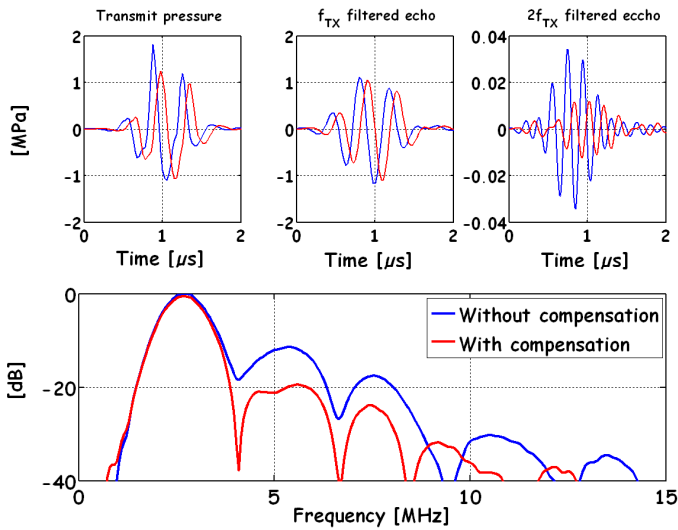 Transmit pressure
f_TX filtered echo
2f_TX filtered eccho
[MPa]
2
1
0
-1
-2
0
1
2
Time [μs]
2
1
0
-1
-2
0
1
2
Time [μs]
0.04
0.02
0
-0.02
-0.04
0
1
2
Time [μs]
[dB]
0
-20
-40
0
5
10
15
Frequency [MHz]
Without compensation
With compensation